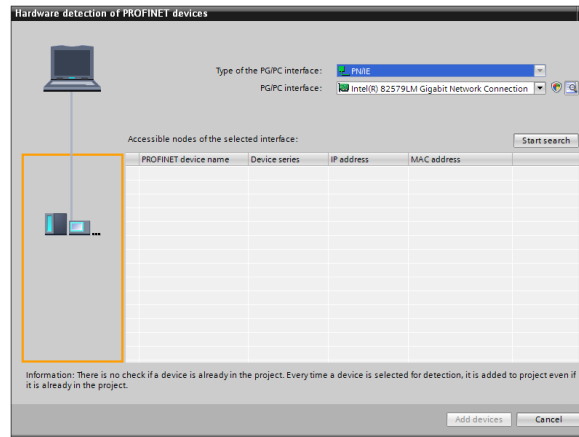 Hardware detection of PROFINET devices
Type of the PG/PC interface: PN/IE
PG/PC interface: Intel(R) 82579LM Gigabit Network Connection
Accessible nodes of the selected interface:
Start search
PROFINET device name Device series IP address MAC address
...
Information: There is no check if a device is already in the project. Every time a device is selected for detection, it is added to project even if
it is already in the project.
Add devices Cancel